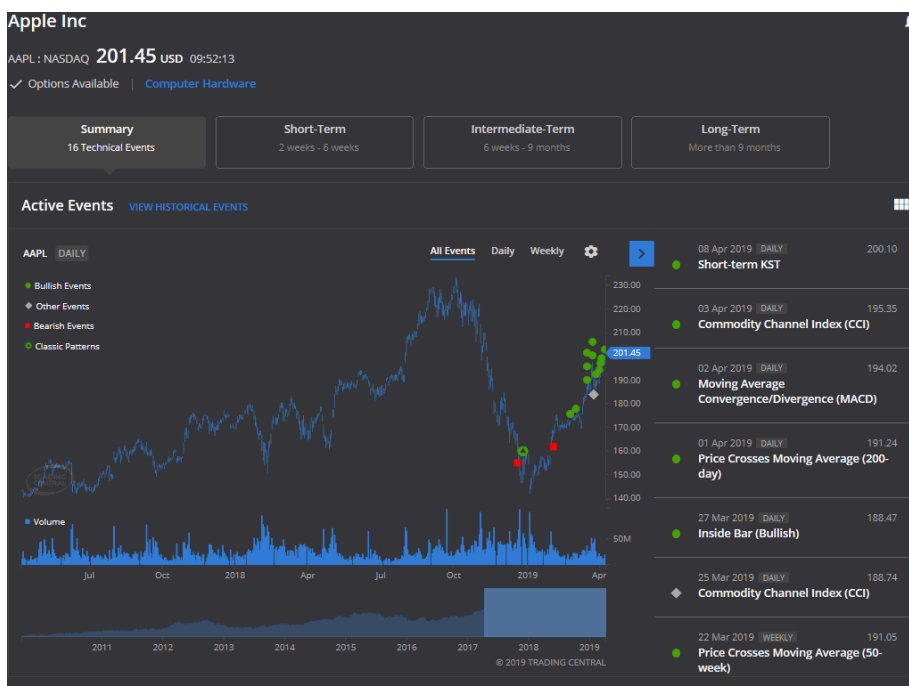 Apple Inc
AAPL : NASDAQ 201.45 USD 09:52:13
Options Available | Computer Hardware
Summary
16 Technical Events
Short-Term
2 weeks - 6 weeks
Intermediate-Term
6 weeks - 9 months
Long-Term
More than 9 months
Active Events VIEW HISTORICAL EVENTS
AAPL DAILY
All Events Daily Weekly
Bullish Events
Other Events
Bearish Events
Classic Patterns
230.00
220.00
210.00
201.45
190.00
180.00
170.00
160.00
150.00
140.00
TRADING
CENTRAL
Volume
50M
Jul Oct 2018 Apr Jul Oct 2019 Apr
2011 2012 2013 2014 2015 2016 2017 2018 2019
© 2019 TRADING CENTRAL
08 Apr 2019 DAILY 200.10
Short-term KST
03 Apr 2019 DAILY 195.35
Commodity Channel Index (CCI)
02 Apr 2019 DAILY 194.02
Moving Average
Convergence/Divergence (MACD)
01 Apr 2019 DAILY 191.24
Price Crosses Moving Average (200-
day)
27 Mar 2019 DAILY 188.47
Inside Bar (Bullish)
25 Mar 2019 DAILY 188.74
Commodity Channel Index (CCI)
22 Mar 2019 WEEKLY 191.05
Price Crosses Moving Average (50-
week)